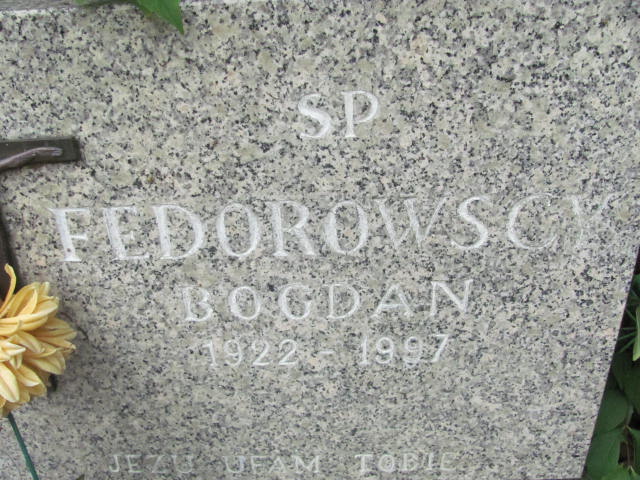 SP
FEDOROWSCY
BOGDAN
1922 - 1997
JEZU UFAM TOBIE